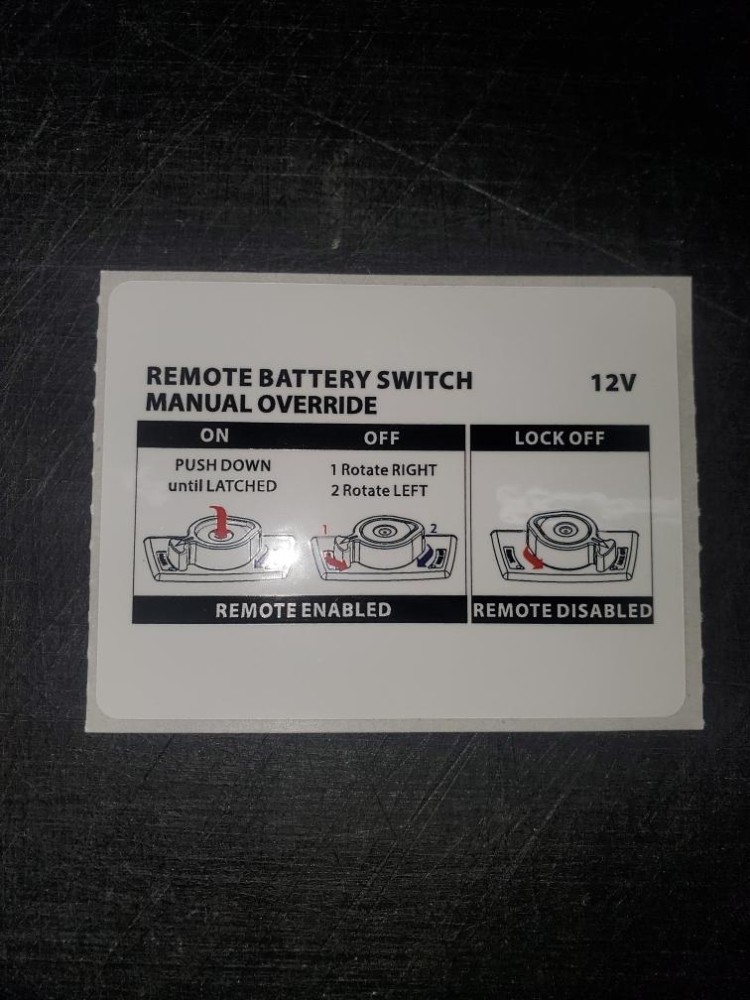 REMOTE BATTERY SWITCH
MANUAL OVERRIDE
12V
ON
OFF
LOCK OFF
PUSH DOWN
until LATCHED
1 Rotate RIGHT
2 Rotate LEFT
1
2
REMOTE ENABLED
REMOTE DISABLED